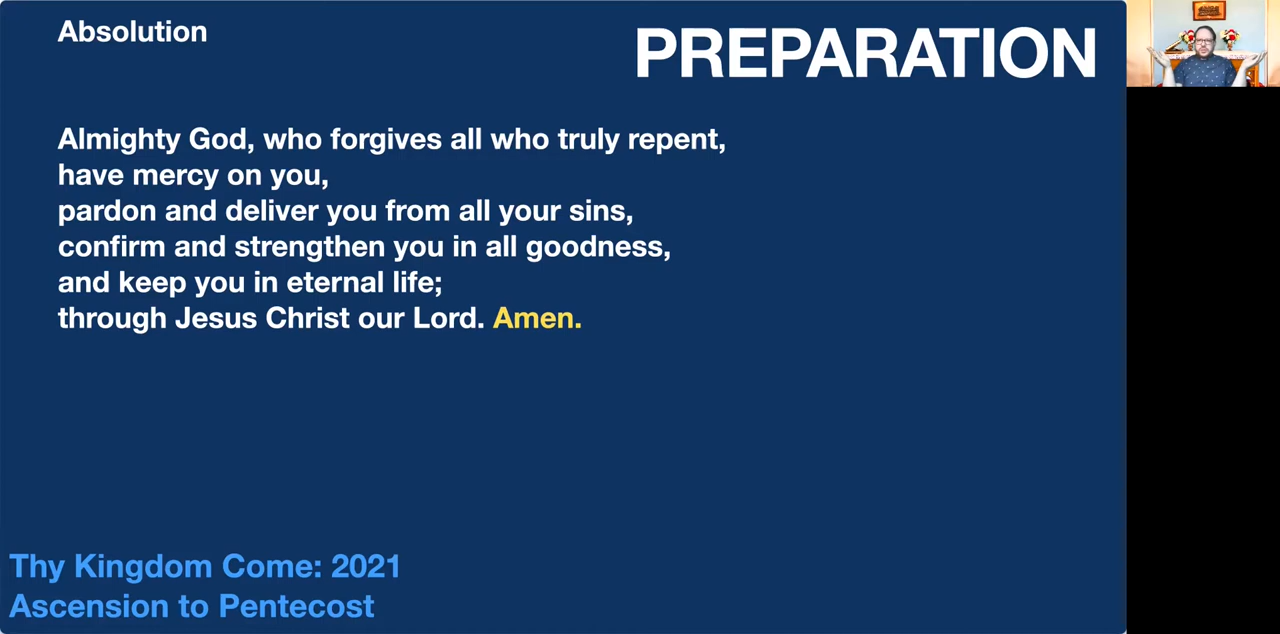 Absolution
PREPARATION
Almighty God, who forgives all who truly repent,
have mercy on you,
pardon and deliver you from all your sins,
confirm and strengthen you in all goodness,
and keep you in eternal life;
through Jesus Christ our Lord. Amen.
Thy Kingdom Come: 2021
Ascension to Pentecost